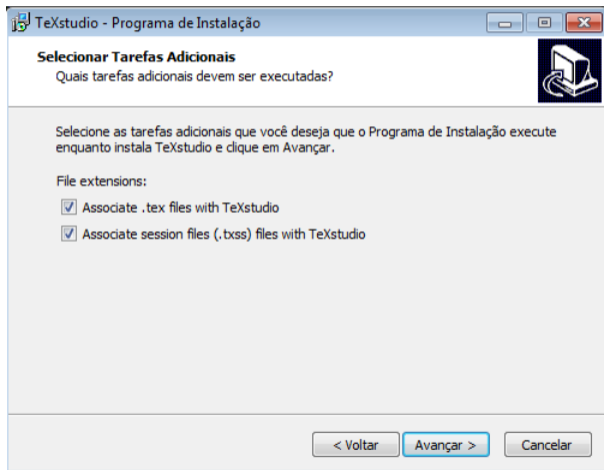 TeXstudio - Programa de Instalação
Selecionar Tarefas Adicionais
Quais tarefas adicionais devem ser executadas?
Selecione as tarefas adicionais que você deseja que o Programa de Instalação execute
enquanto instala TeXstudio e clique em Avançar.
File extensions:
Associate .tex files with TeXstudio
Associate session files (.txss) files with TeXstudio
< Voltar
Avançar >
Cancelar